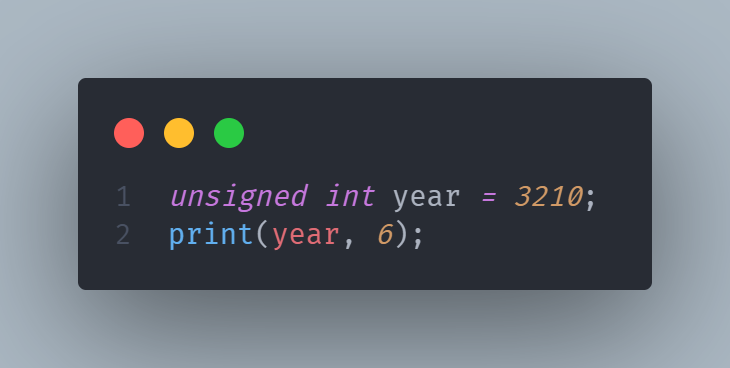 1 unsigned int year = 3210;
2 print(year, 6);